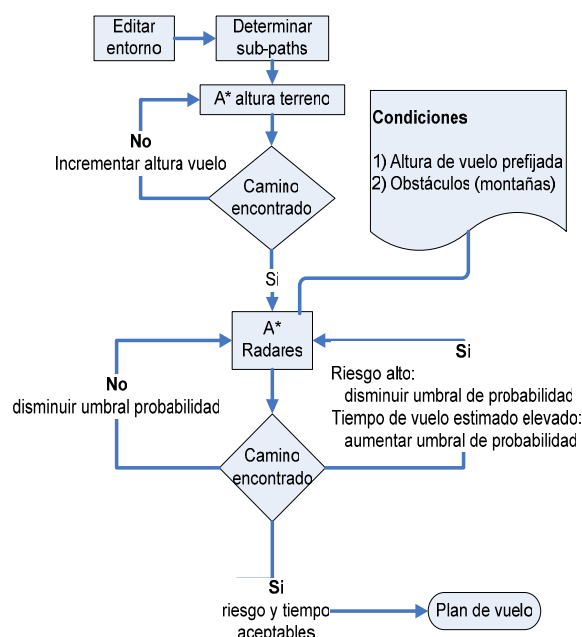 Editar
entorno
Determinar
sub-paths
A* altura terreno
No
Incrementar altura vuelo
Camino
encontrado
Condiciones
1) Altura de vuelo prefijada
2) Obstáculos (montañas)
Si
A*
Radares
No
disminuir umbral probabilidad
Si
Riesgo alto:
disminuir umbral de probabilidad
Tiempo de vuelo estimado elevado:
aumentar umbral de probabilidad
Camino
encontrado
Si
riesgo y tiempo
aceptables
Plan de vuelo